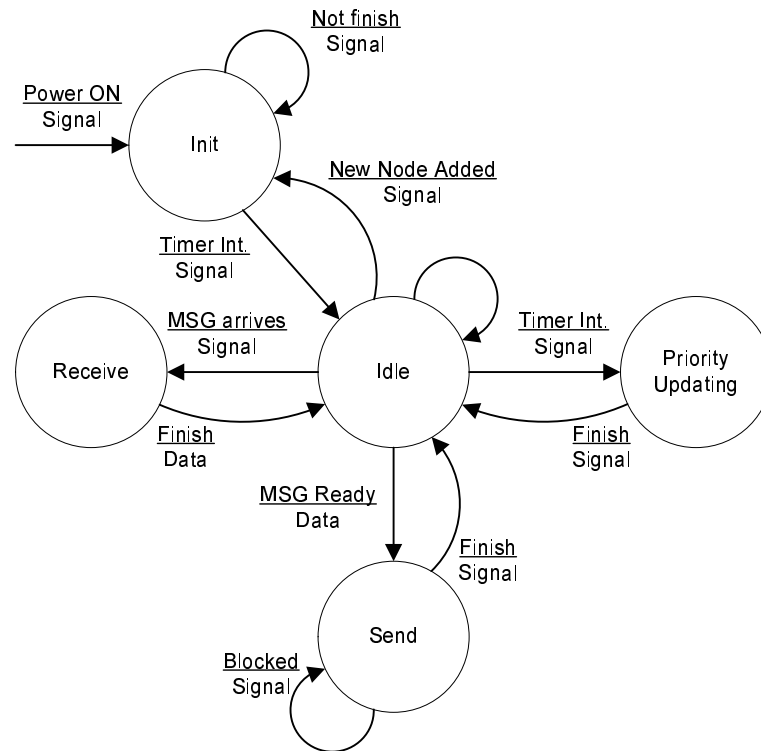 Not finish
Signal
Power ON
Signal
Init
New Node Added
Signal
Timer Int.
Signal
MSG arrives
Signal
Timer Int.
Signal
Receive
Idle
Priority
Updating
Finish
Data
Finish
Signal
MSG Ready
Data
Finish
Signal
Send
Blocked
Signal